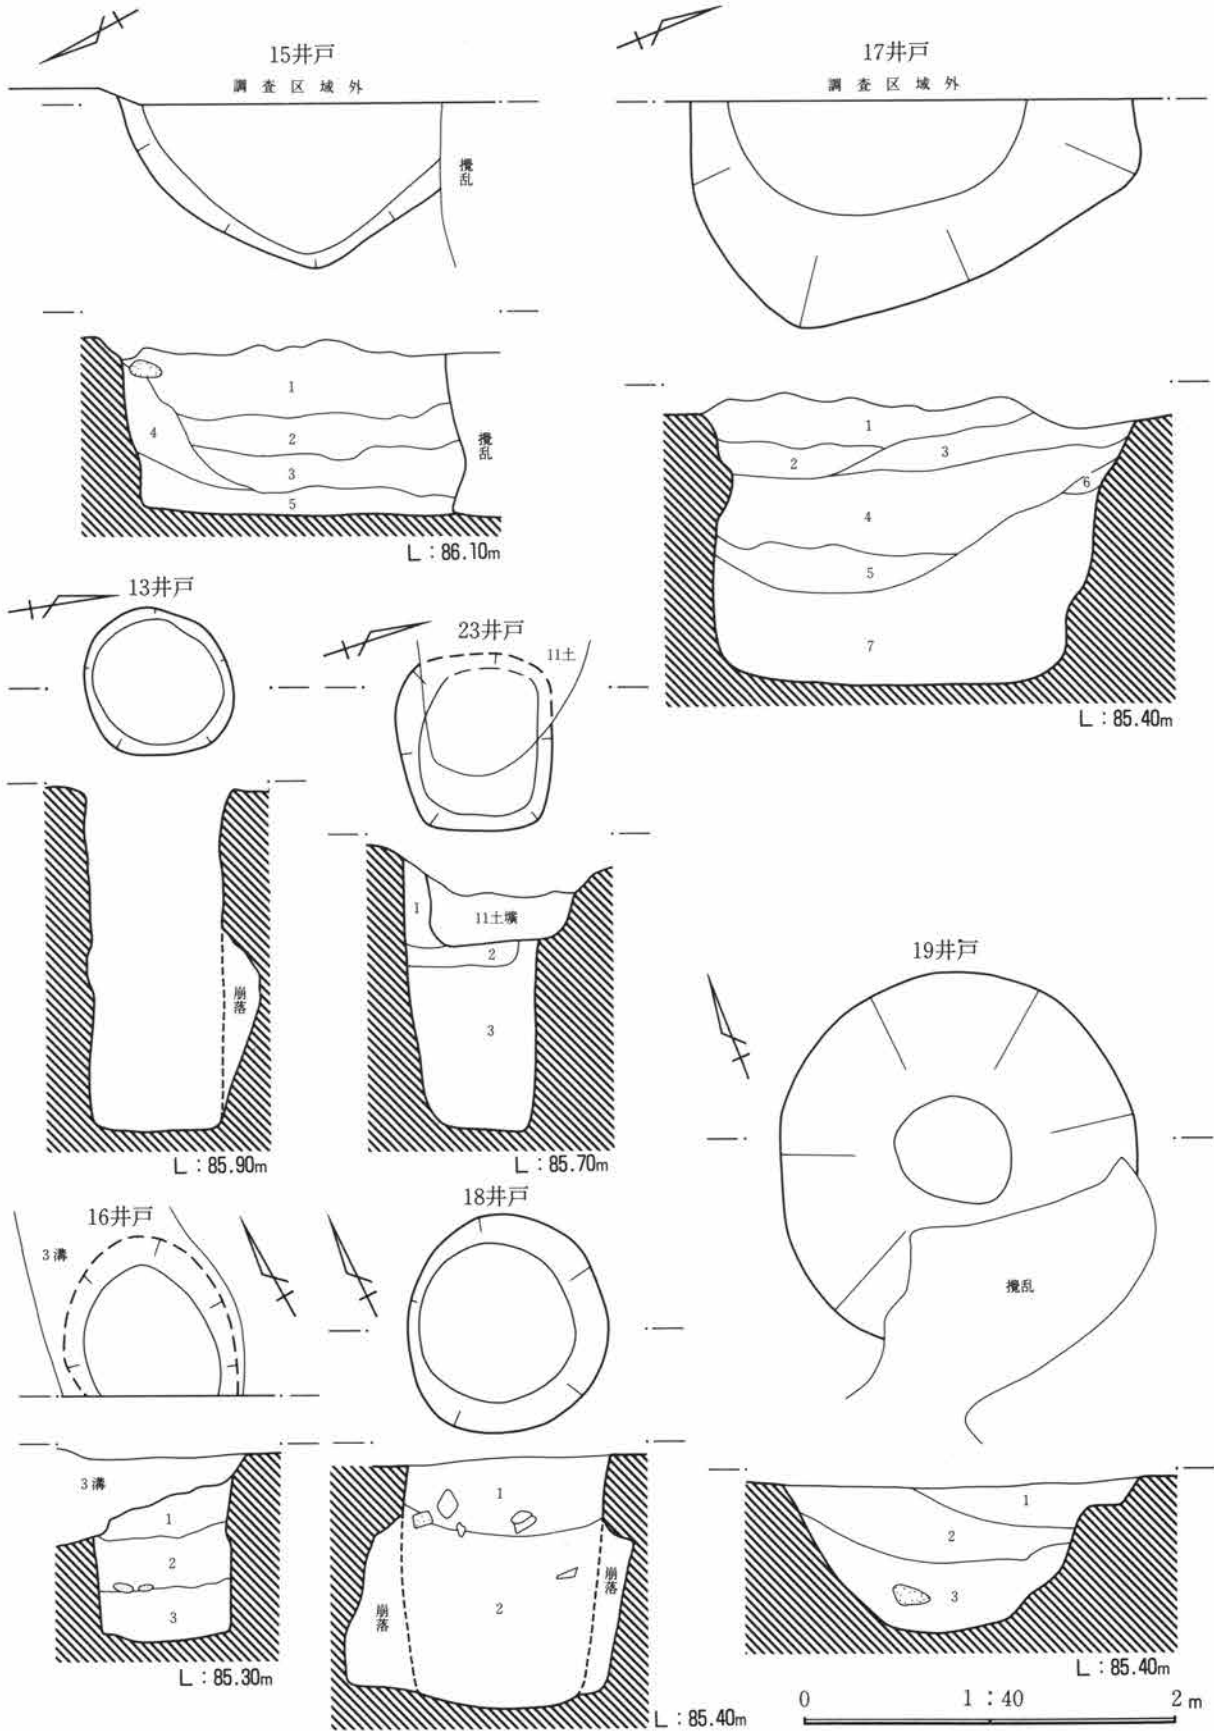 15井戸
調査区域外
攪乱
1
2
3
4
5
攪乱
L：86.10m
17井戸
調査区域外
1
2
3
4
5
6
7
L：85.40m
13井戸
崩落
L：85.90m
23井戸
11土
1
11土壙
2
3
L：85.70m
19井戸
攪乱
1
2
3
L：85.40m
16井戸
3溝
3溝
1
2
3
L：85.30m
18井戸
1
2
崩落
崩落
L：85.40m
0 1：40 2m